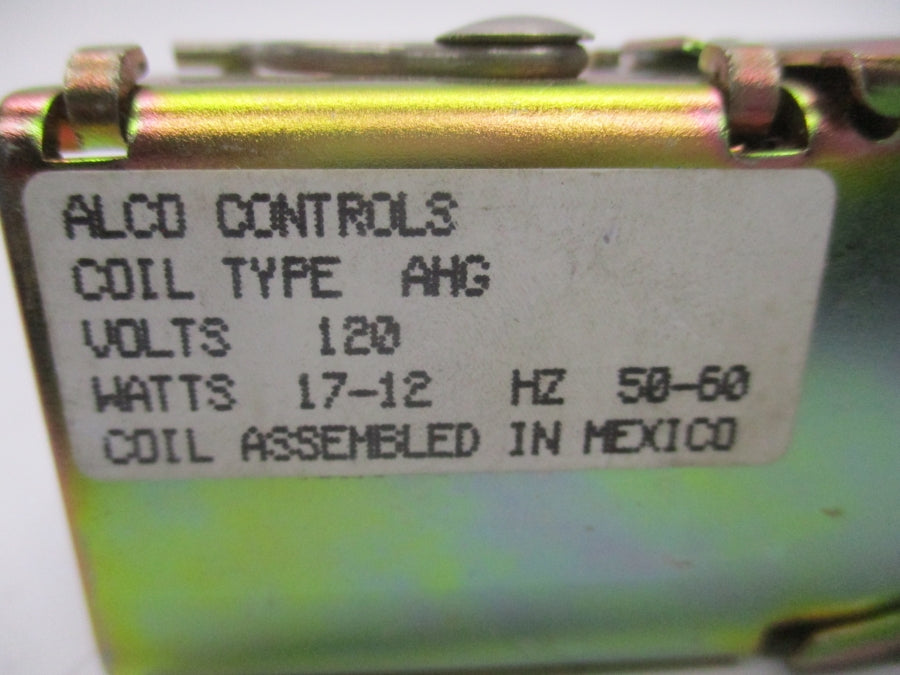 ALCO CONTROLS
COIL TYPE AHG
VOLTS 120
WATTS 17-12 HZ 50-60
COIL ASSEMBLED IN MEXICO